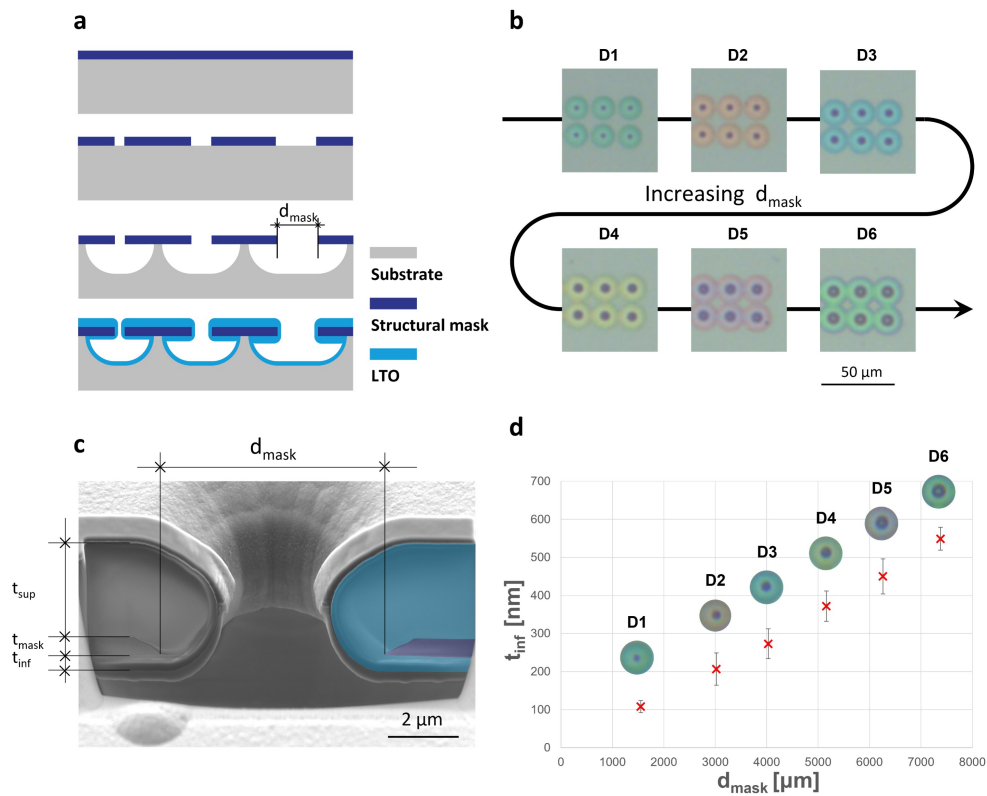 a
d_mask
Substrate
Structural mask
LTO
b
D1 D2 D3
Increasing d_mask
D4 D5 D6
50 µm
c
d_mask
t_sup
t_mask
t_inf
2 µm
d
700
600
500
400
300
200
100
0
t_inf [nm]
D1
D2
D3
D4
D5
D6
0 1000 2000 3000 4000 5000 6000 7000 8000
d_mask [µm]